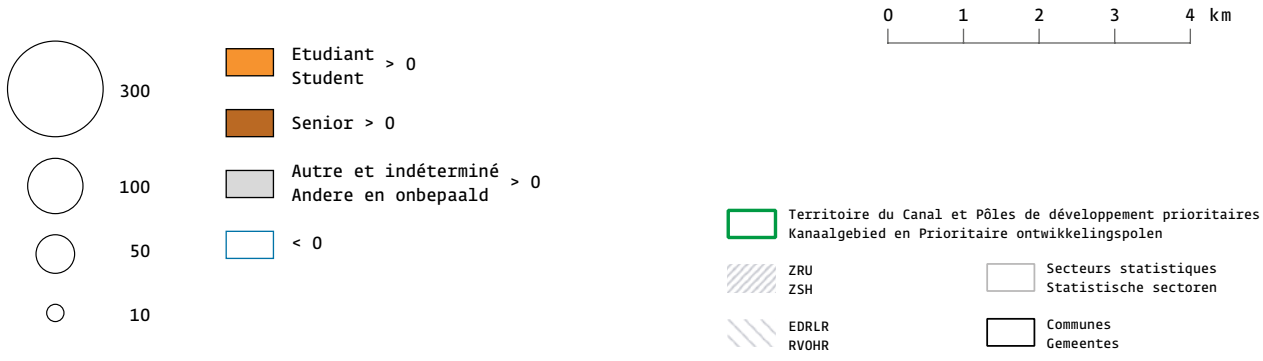 0 1 2 3 4 km
300
100
50
10
Etudiant
Student > 0
Senior > 0
Autre et indéterminé
Andere en onbepaald > 0
< 0
Territoire du Canal et Pôles de développement prioritaires
Kanaalgebied en Prioritaire ontwikkelingspolen
ZRU
ZSH
EDRLR
RVOHR
Secteurs statistiques
Statistische sectoren
Communes
Gemeentes